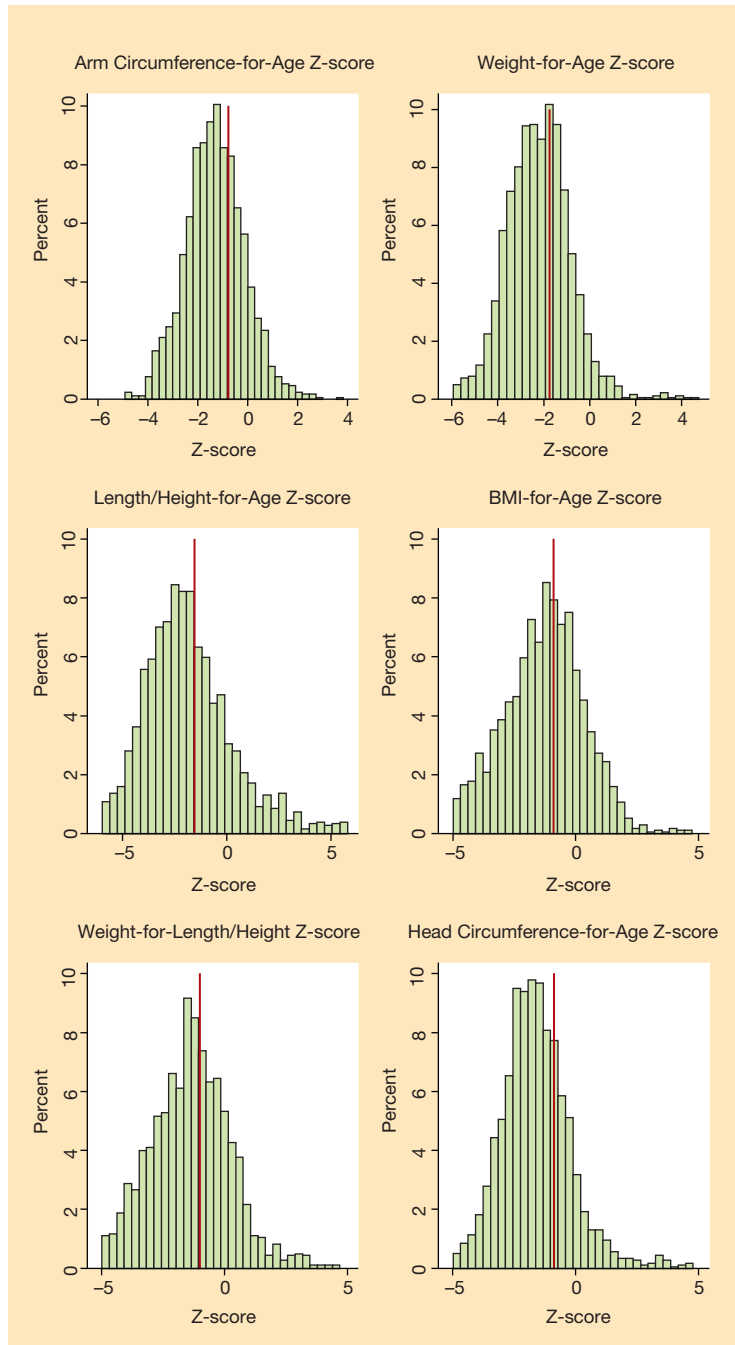 Arm Circumference-for-Age Z-score
Percent
10
8
6
4
2
0
−6 −4 −2 0 2 4
Z-score
Weight-for-Age Z-score
Percent
10
8
6
4
2
0
−6 −4 −2 0 2 4
Z-score
Length/Height-for-Age Z-score
Percent
10
8
6
4
2
0
−5 0 5
Z-score
BMI-for-Age Z-score
Percent
10
8
6
4
2
0
−5 0 5
Z-score
Weight-for-Length/Height Z-score
Percent
10
8
6
4
2
0
−5 0 5
Z-score
Head Circumference-for-Age Z-score
Percent
10
8
6
4
2
0
−5 0 5
Z-score